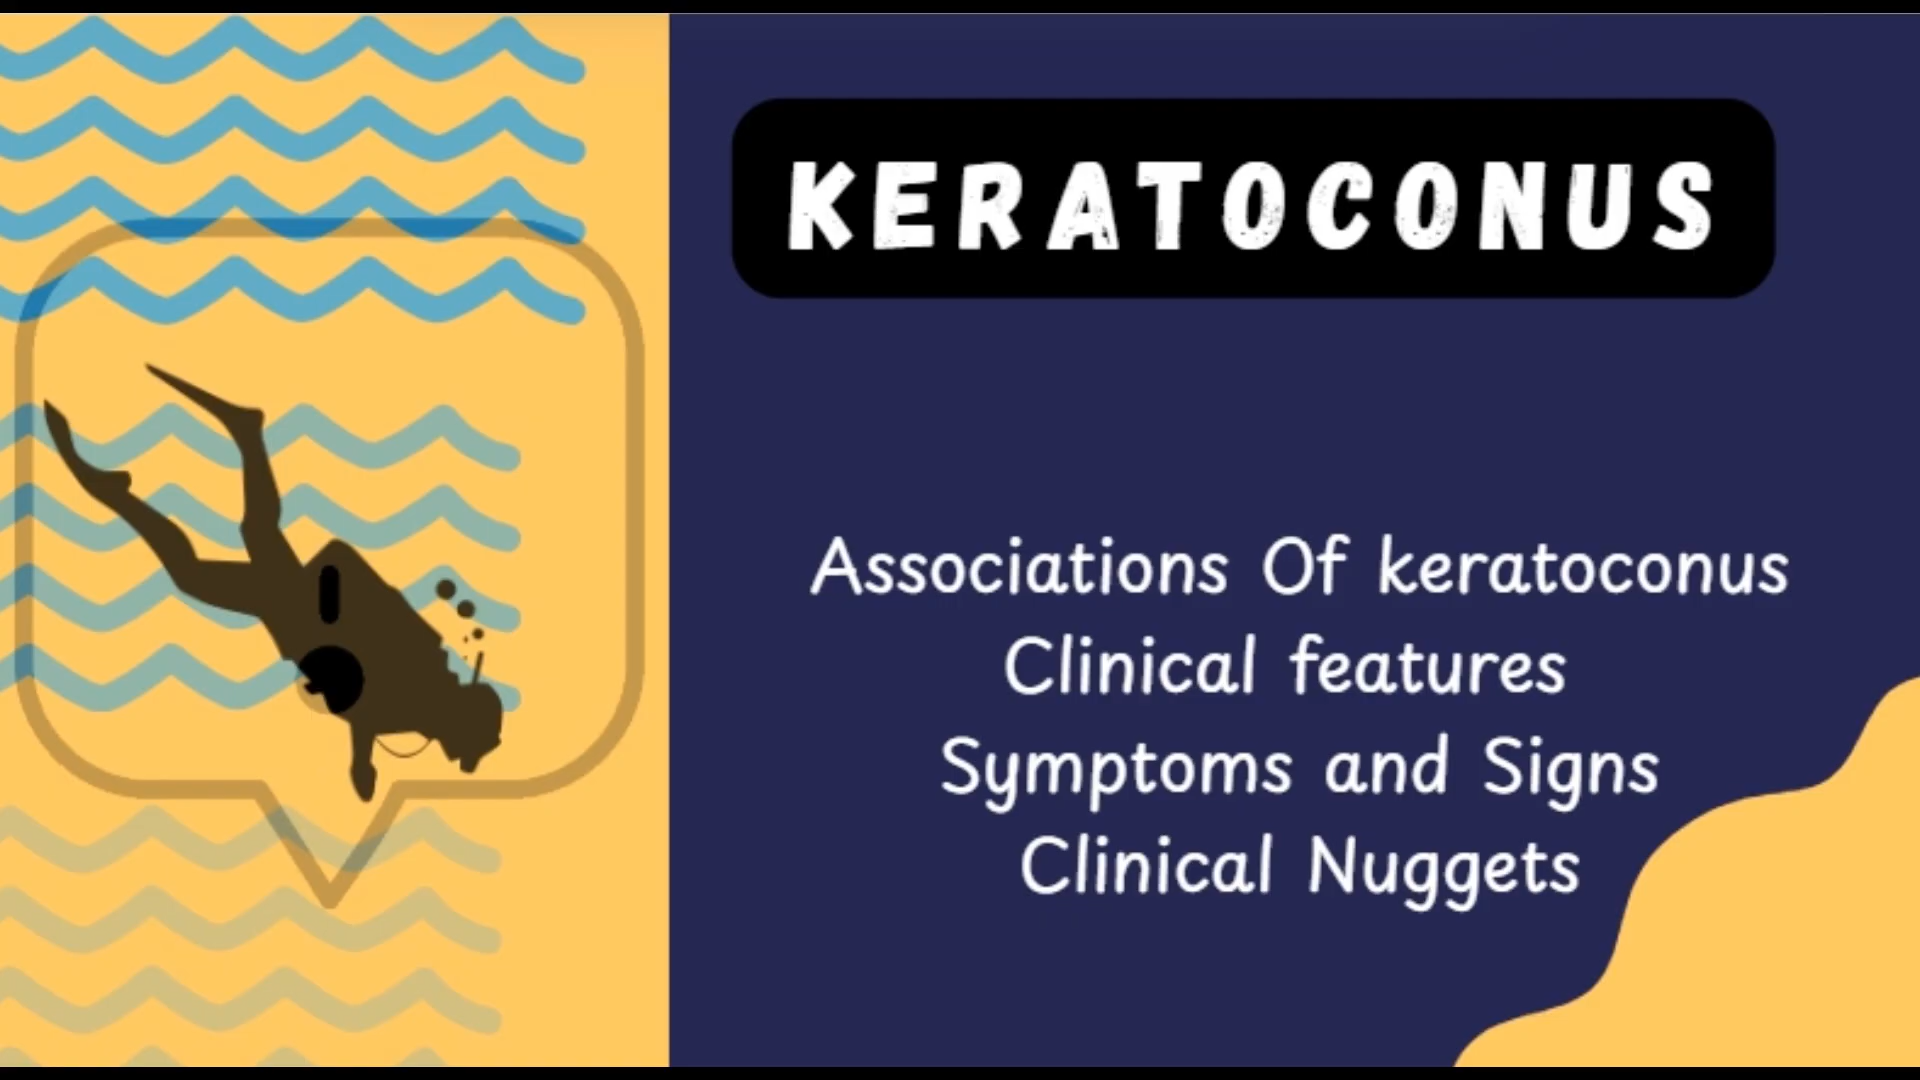 KERATOCONUS
Associations Of keratoconus
Clinical features
Symptoms and Signs
Clinical Nuggets